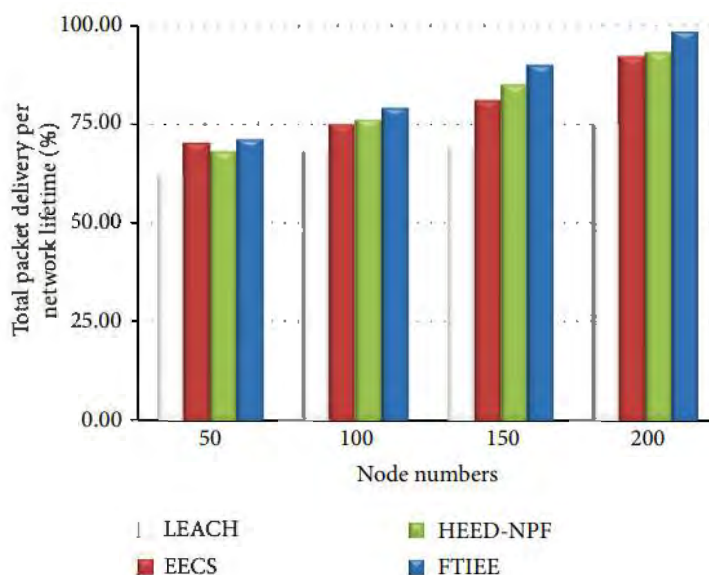 100.00
75.00
50.00
25.00
0.00
Total packet delivery per
network lifetime (%)
50
100
150
200
Node numbers
LEACH
HEED-NPF
EECS
FTIEE